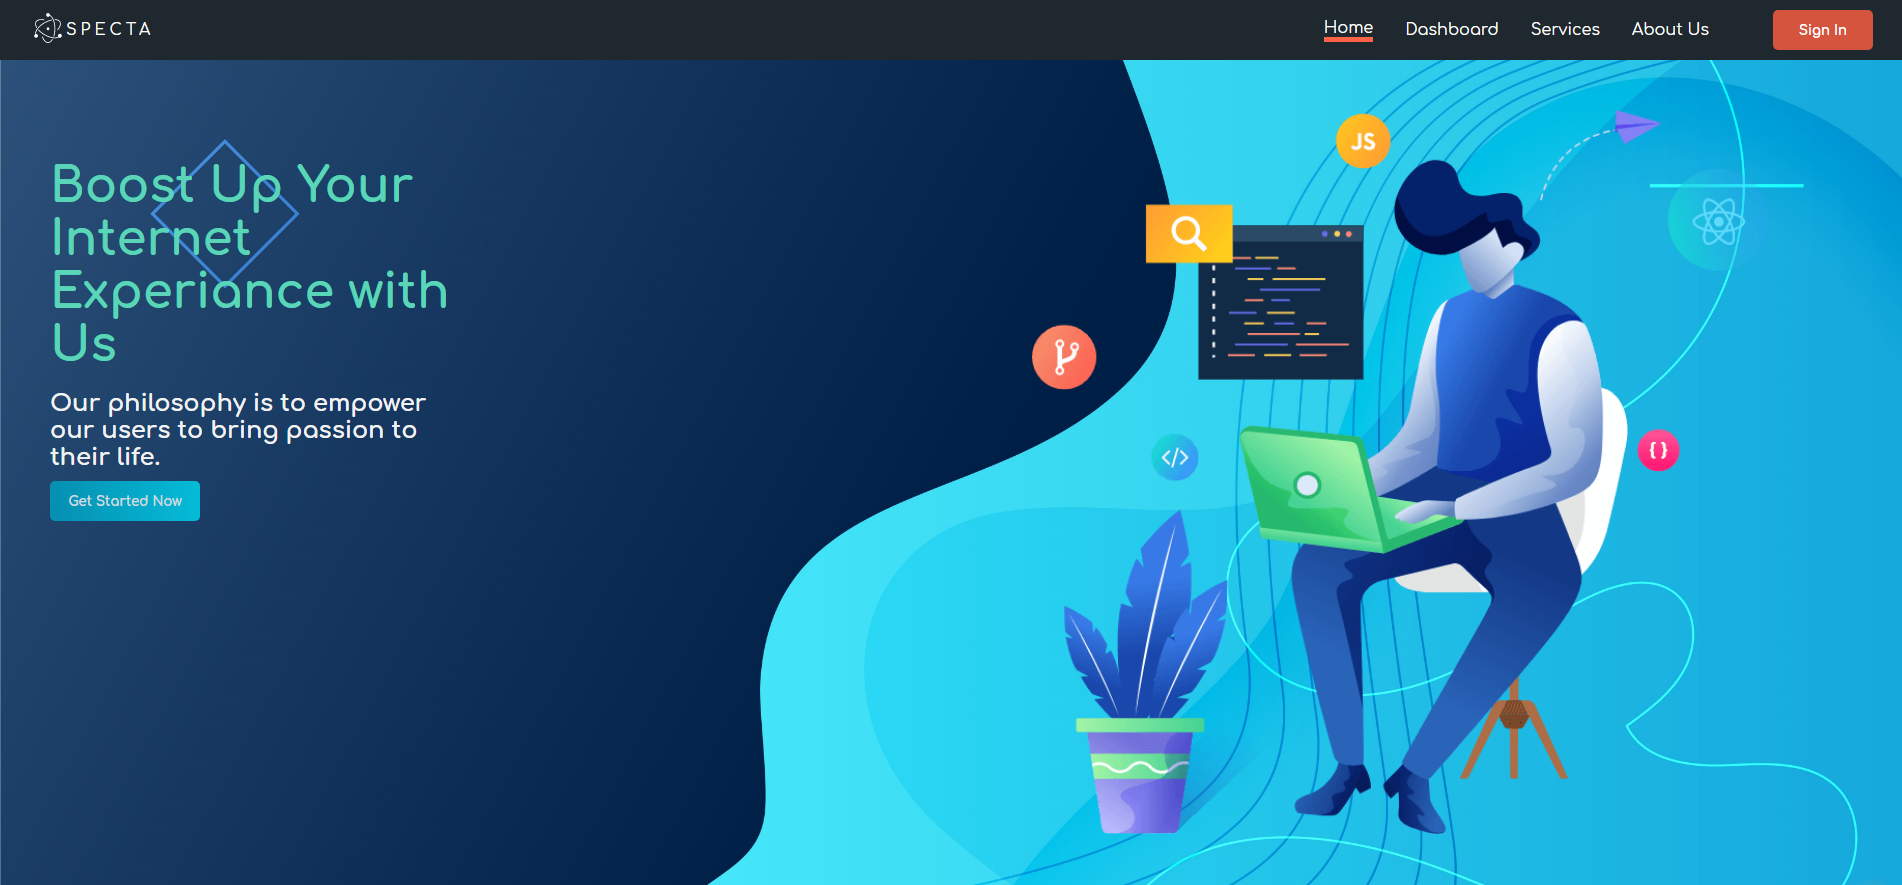 SPECTA
Home
Dashboard
Services
About Us
Sign In
Boost Up Your
Internet
Experiance with
Us
Our philosophy is to empower
our users to bring passion to
their life.
Get Started Now
JS
</>
{ }